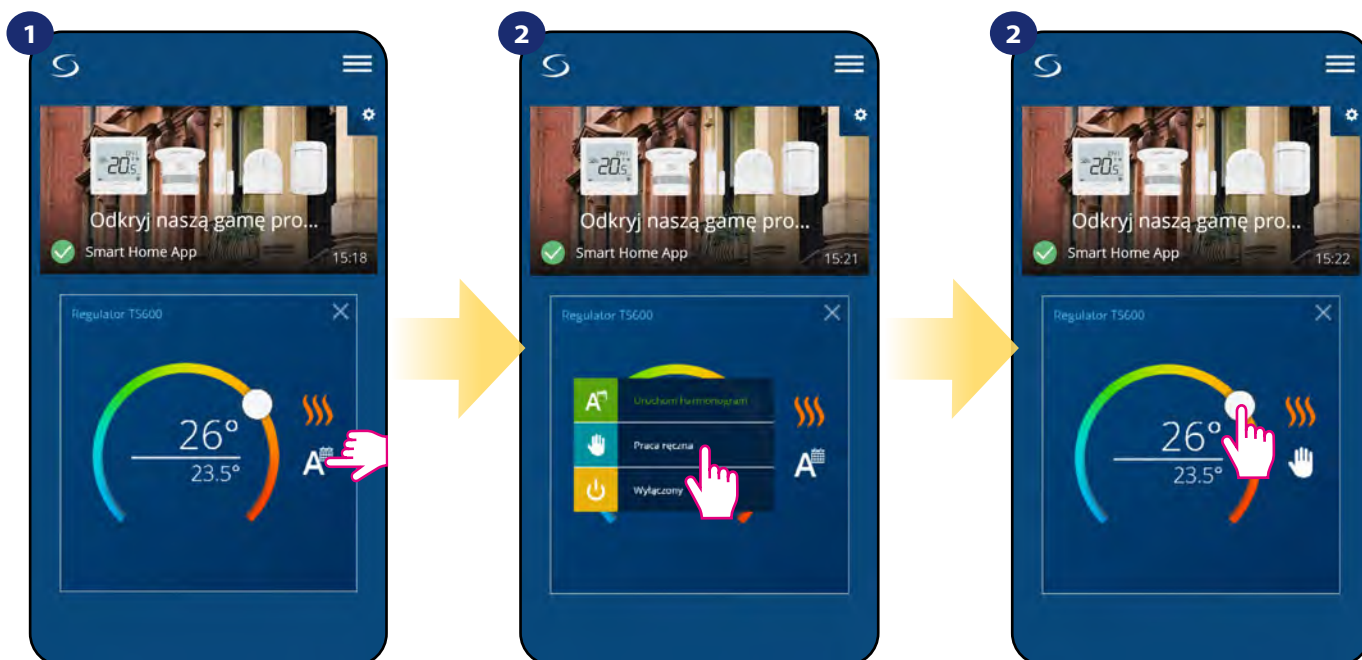 1
Odkryj naszą gamę pro...
Smart Home App
15:18
Regulator TS600
26°
23.5°
A
2
Odkryj naszą gamę pro...
Smart Home App
15:21
Regulator TS600
A
Uruchom harmonogram
Praca ręczna
Wyłączony
A
2
Odkryj naszą gamę pro...
Smart Home App
15:22
Regulator TS600
26°
23.5°